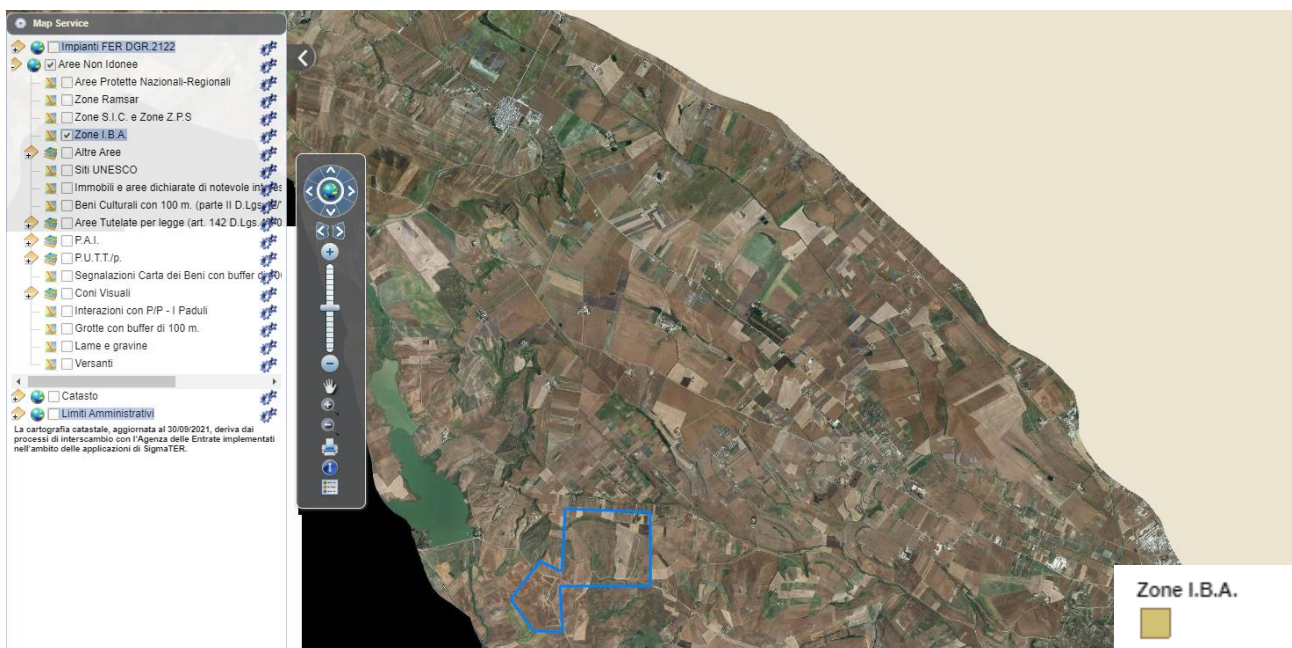 Map Service
Impianti FER DGR.2122
Aree Non Idonee
Aree Protette Nazionali-Regionali
Zone Ramsar
Zone S.I.C. e Zone Z.P.S
Zone I.B.A.
Altre Aree
Siti UNESCO
Immobili e aree dichiarate di notevole
Beni Culturali con 100 m. (parte II D.Lgs.
Aree Tutelate per legge (art. 142 D.Lgs.
P.A.I.
P.U.T.T./p.
Segnalazioni Carta dei Beni con buffer
Coni Visuali
Interazioni con P/P - I Paduli
Grotte con buffer di 100 m.
Lame e gravine
Versanti
Catasto
Limiti Amministrativi
La cartografia catastale, aggiornata al 30/09/2021, deriva dai
processi di interscambio con l'Agenzia delle Entrate implementati
nell'ambito delle applicazioni di SigmaTER.
Zone I.B.A.